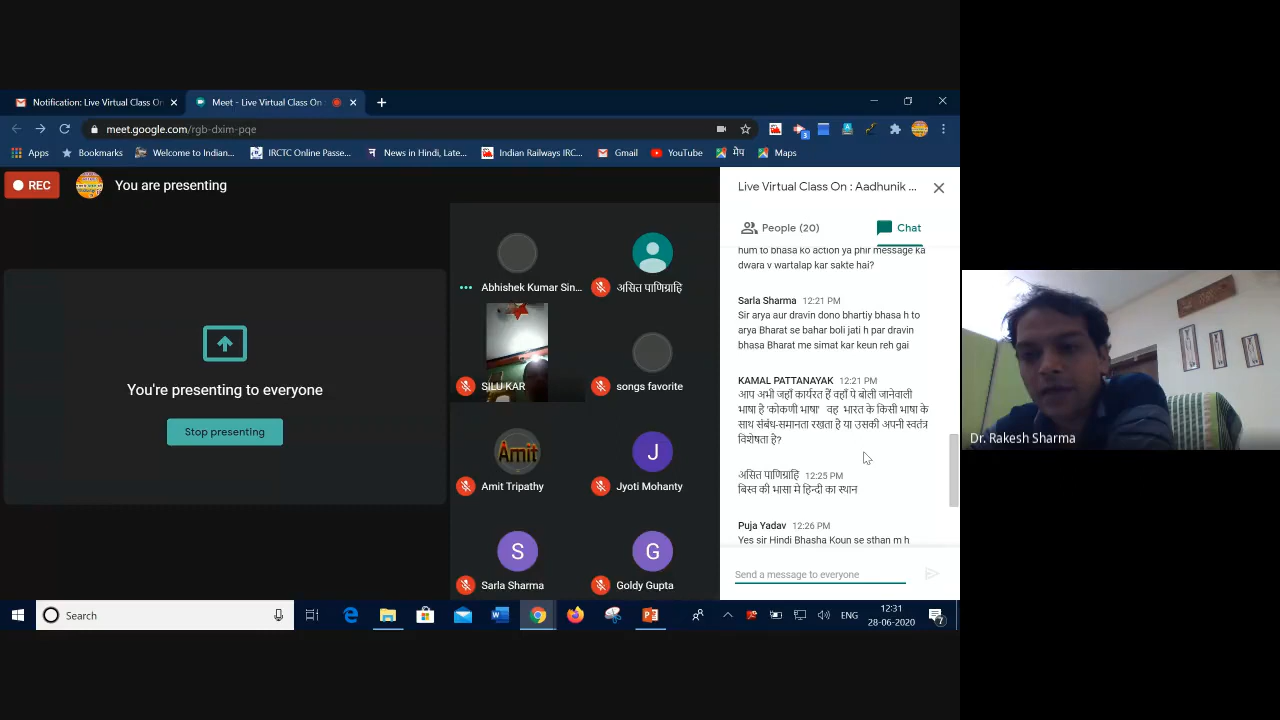 Notification: Live Virtual Class On
Meet - Live Virtual Class On
meet.google.com/rgb-dxim-pqe
Apps
Bookmarks
Welcome to Indian...
IRCTC Online Passe...
News in Hindi, Late...
Indian Railways IRC...
Gmail
YouTube
मेप
Maps
REC
You are presenting
You're presenting to everyone
Stop presenting
Abhishek Kumar Sin...
असित पाणिग्राहि
SILU KAR
songs favorite
Amit
Amit Tripathy
J
Jyoti Mohanty
S
Sarla Sharma
G
Goldy Gupta
Live Virtual Class On : Aadhunik ...
People (20)
Chat
hum to bhasa ko action ya phir message ka
dwara v wartalap kar sakte hai?
Sarla Sharma 12:21 PM
Sir arya aur dravin dono bhartiy bhasa h to
arya Bharat se bahar boli jati h par dravin
bhasa Bharat me simat kar keun reh gai
KAMAL PATTANAYAK 12:21 PM
आप अभी जहाँ कार्यरत हें वहाँ पे बोली जानेवाली
भाषा है 'कोकणी भाषा' वह भारत के किसी भाषा के
साथ संबंध-समानता रखता हे या उसकी अपनी स्वतंत्र
विशेषता है?
असित पाणिग्राहि 12:25 PM
बिस्व की भासा मे हिन्दी का स्थान
Puja Yadav 12:26 PM
Yes sir Hindi Bhasha Koun se sthan m h
Send a message to everyone
Dr. Rakesh Sharma
Search
ENG
12:31
28-06-2020
3
7